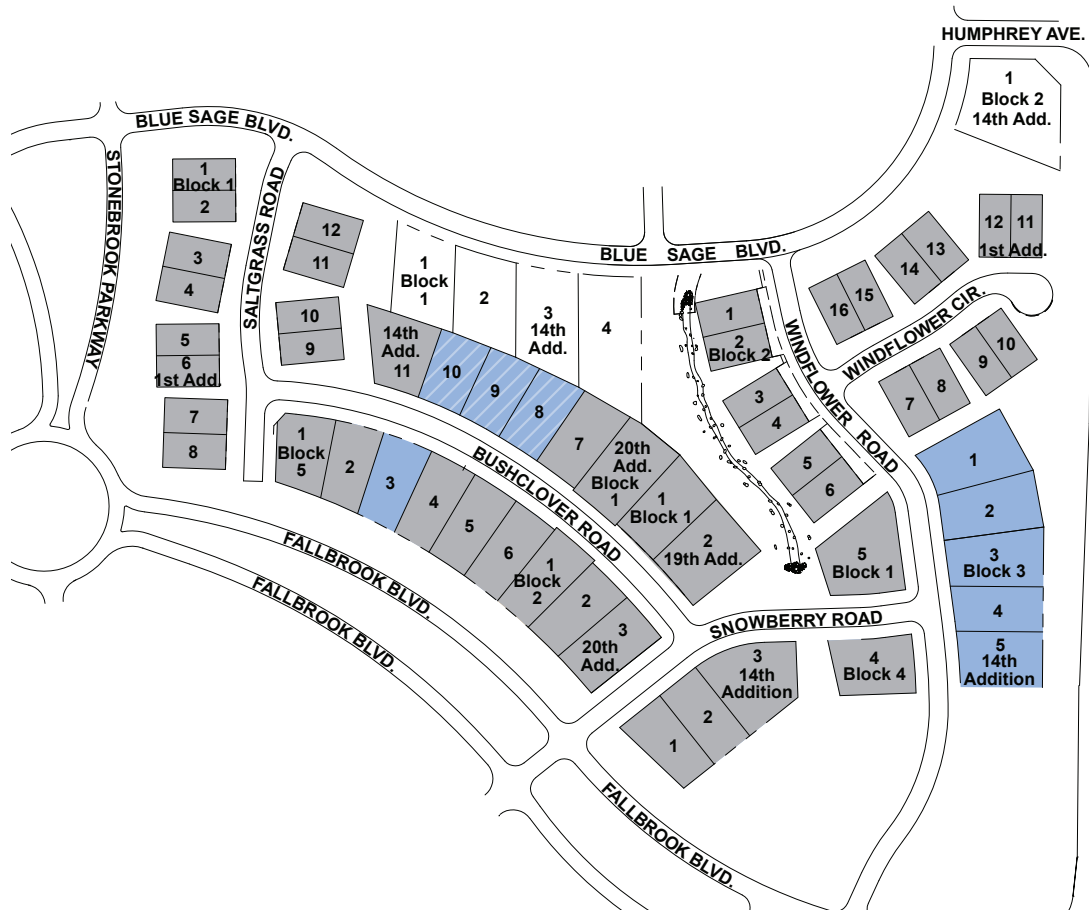 HUMPHREY AVE.
1
Block 2
14th Add.
BLUE SAGE BLVD.
STONEBROOK PARKWAY
SALTGRASS ROAD
1
Block 1
2
3
4
5
6
1st Add.
7
8
12
11
10
9
1
Block
1
2
3
14th
Add.
4
BLUE SAGE BLVD.
14th
Add.
11
10
9
8
7
20th
Add.
Block
1
1
Block 1
2
19th Add.
BUSHCLOVER ROAD
1
Block
5
2
3
4
5
6
1
Block
2
2
3
20th
Add.
FALLBROOK BLVD.
FALLBROOK BLVD.
1
2
Block 2
3
4
5
6
5
Block 1
WINDFLOWER ROAD
WINDFLOWER CIR.
16
15
14
13
12
11
1st Add.
7
8
9
10
1
2
3
Block 3
4
5
14th
Addition
SNOWBERRY ROAD
3
14th
Addition
2
1
4
Block 4
FALLBROOK BLVD.